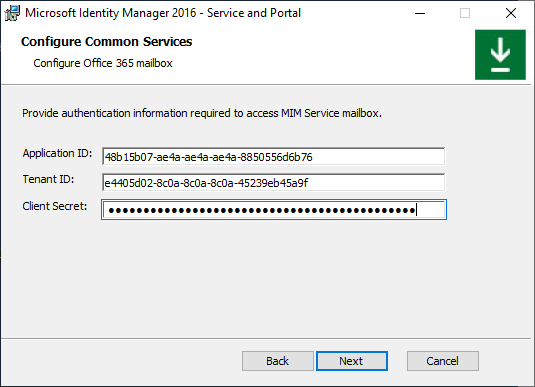 Microsoft Identity Manager 2016 - Service and Portal
Configure Common Services
Configure Office 365 mailbox
Provide authentication information required to access MIM Service mailbox.
Application ID: 48b15b07-ae4a-ae4a-ae4a-8850556d6b76
Tenant ID: e4405d02-8c0a-8c0a-8c0a-45239eb45a9f
Client Secret: ●●●●●●●●●●●●●●●●●●●●●●●●●●●●●●●●●●●●●●●●●●●●
Back Next Cancel